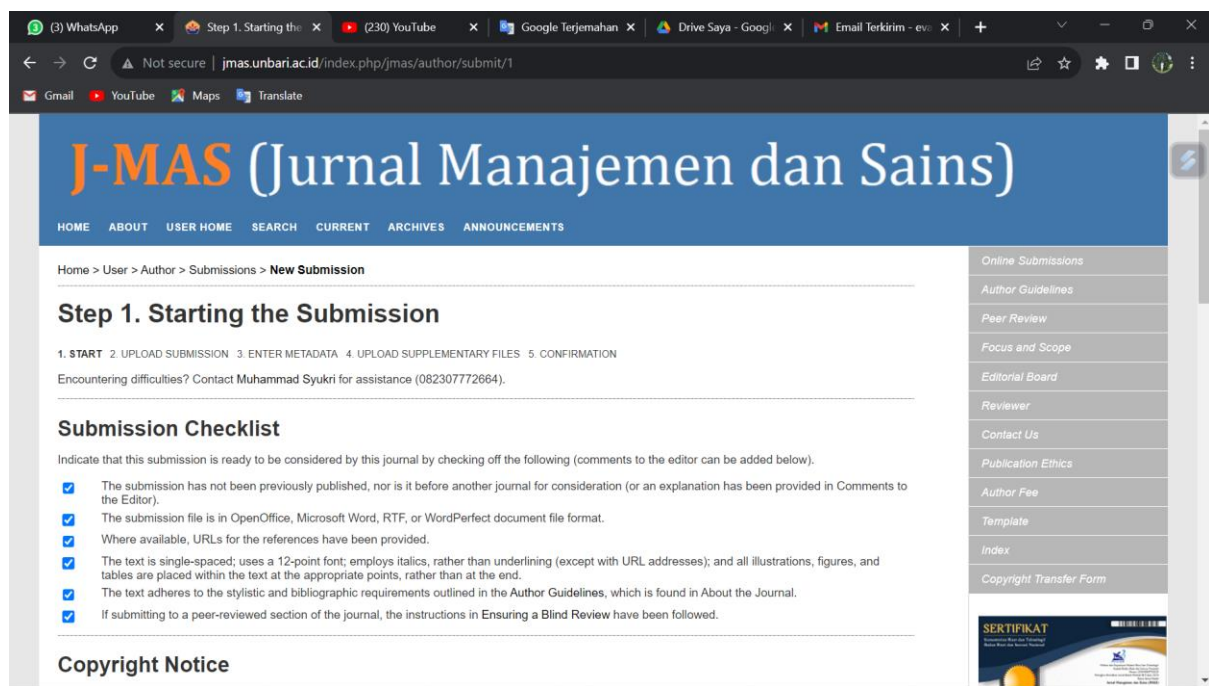 (3) WhatsApp
Step 1. Starting the
(230) YouTube
Google Terjemahan
Drive Saya - Googl
Email Terkirim - eva
Not secure | jmas.unbari.ac.id/index.php/jmas/author/submit/1
Gmail YouTube Maps Translate
J-MAS (Jurnal Manajemen dan Sains)
HOME ABOUT USER HOME SEARCH CURRENT ARCHIVES ANNOUNCEMENTS
Home > User > Author > Submissions > New Submission
Step 1. Starting the Submission
1. START 2. UPLOAD SUBMISSION 3. ENTER METADATA 4. UPLOAD SUPPLEMENTARY FILES 5. CONFIRMATION
Encountering difficulties? Contact Muhammad Syukri for assistance (082307772664).
Submission Checklist
Indicate that this submission is ready to be considered by this journal by checking off the following (comments to the editor can be added below).
The submission has not been previously published, nor is it before another journal for consideration (or an explanation has been provided in Comments to
the Editor).
The submission file is in OpenOffice, Microsoft Word, RTF, or WordPerfect document file format.
Where available, URLs for the references have been provided.
The text is single-spaced; uses a 12-point font; employs italics, rather than underlining (except with URL addresses); and all illustrations, figures, and
tables are placed within the text at the appropriate points, rather than at the end.
The text adheres to the stylistic and bibliographic requirements outlined in the Author Guidelines, which is found in About the Journal.
If submitting to a peer-reviewed section of the journal, the instructions in Ensuring a Blind Review have been followed.
Copyright Notice
Online Submissions
Author Guidelines
Peer Review
Focus and Scope
Editorial Board
Reviewer
Contact Us
Publication Ethics
Author Fee
Template
Index
Copyright Transfer Form
SERTIFIKAT